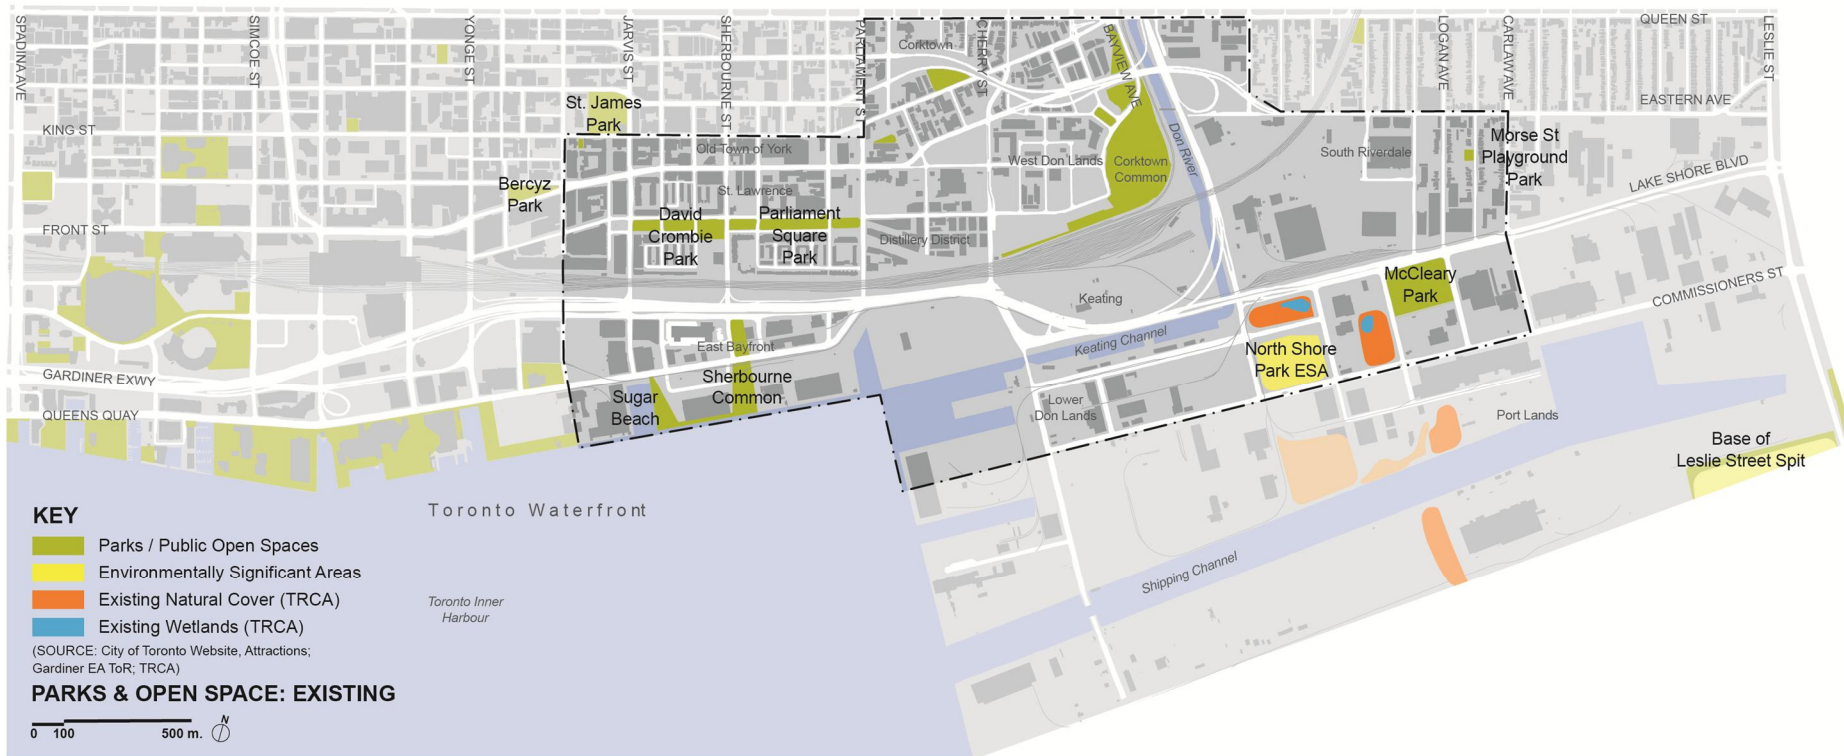 SPADINA AVE
SIMCOE ST
YONGE ST
JARVIS ST
SHERBOURNE ST
PARLIAMENT ST
CHERRY ST
BAYVIEW AVE
LOGAN AVE
CARLAW AVE
LESLIE ST
QUEEN ST
Corktown
EASTERN AVE
St. James
Park
KING ST
Old Town of York
Don River
West Don Lands
Corktown
Common
South Riverdale
Morse St
Playground
Park
LAKE SHORE BLVD
Bercyz
Park
St. Lawrence
David
Crombie
Park
Parliament
Square
Park
Distillery District
FRONT ST
Keating
McCleary
Park
COMMISSIONERS ST
Keating Channel
East Bayfront
North Shore
Park ESA
GARDINER EXWY
Sherbourne
Common
Sugar
Beach
Lower
Don Lands
QUEENS QUAY
Port Lands
Base of
Leslie Street Spit
Toronto Waterfront
Shipping Channel
Toronto Inner
Harbour
KEY
Parks / Public Open Spaces
Environmentally Significant Areas
Existing Natural Cover (TRCA)
Existing Wetlands (TRCA)
(SOURCE: City of Toronto Website, Attractions;
Gardiner EA ToR; TRCA)
PARKS & OPEN SPACE: EXISTING
0 100 500 m.
N